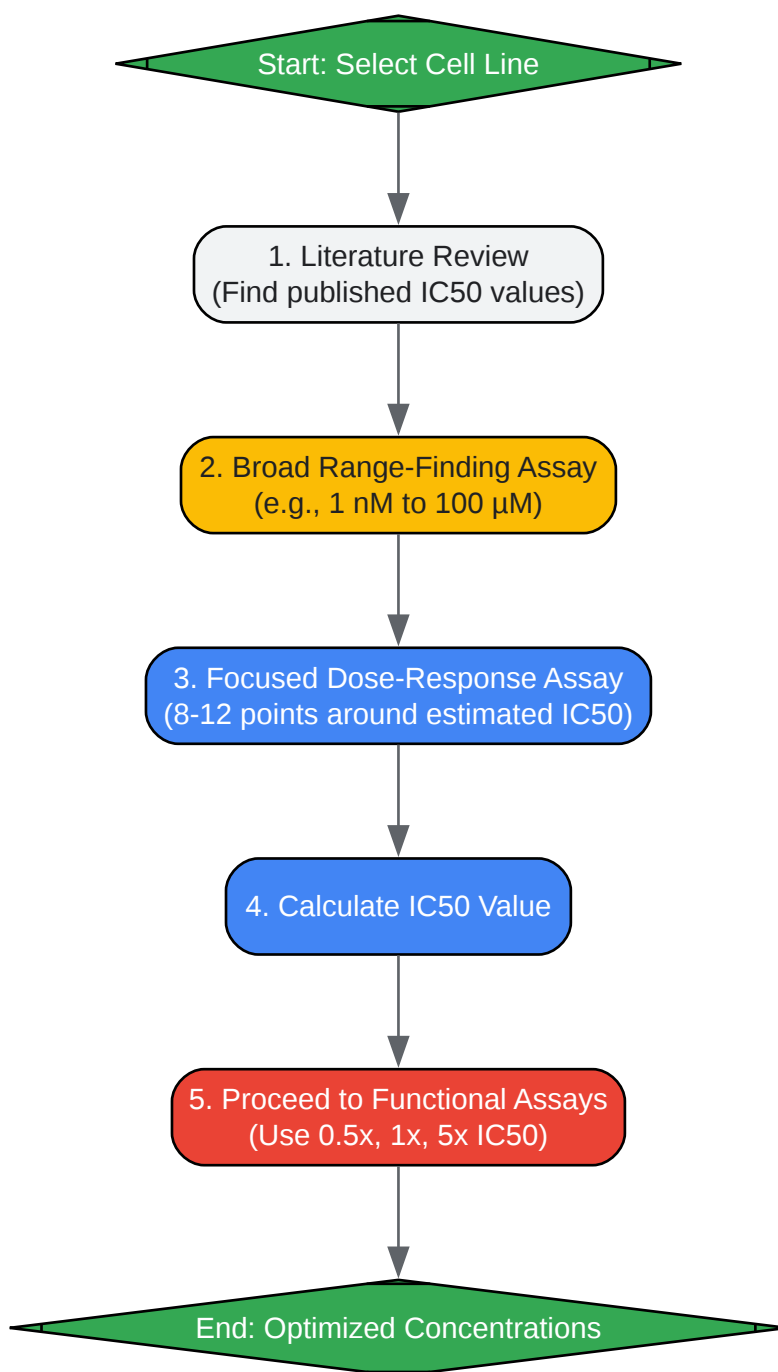 Start: Select Cell Line
1. Literature Review
(Find published IC50 values)
2. Broad Range-Finding Assay
(e.g., 1 nM to 100 µM)
3. Focused Dose-Response Assay
(8-12 points around estimated IC50)
4. Calculate IC50 Value
5. Proceed to Functional Assays
(Use 0.5x, 1x, 5x IC50)
End: Optimized Concentrations